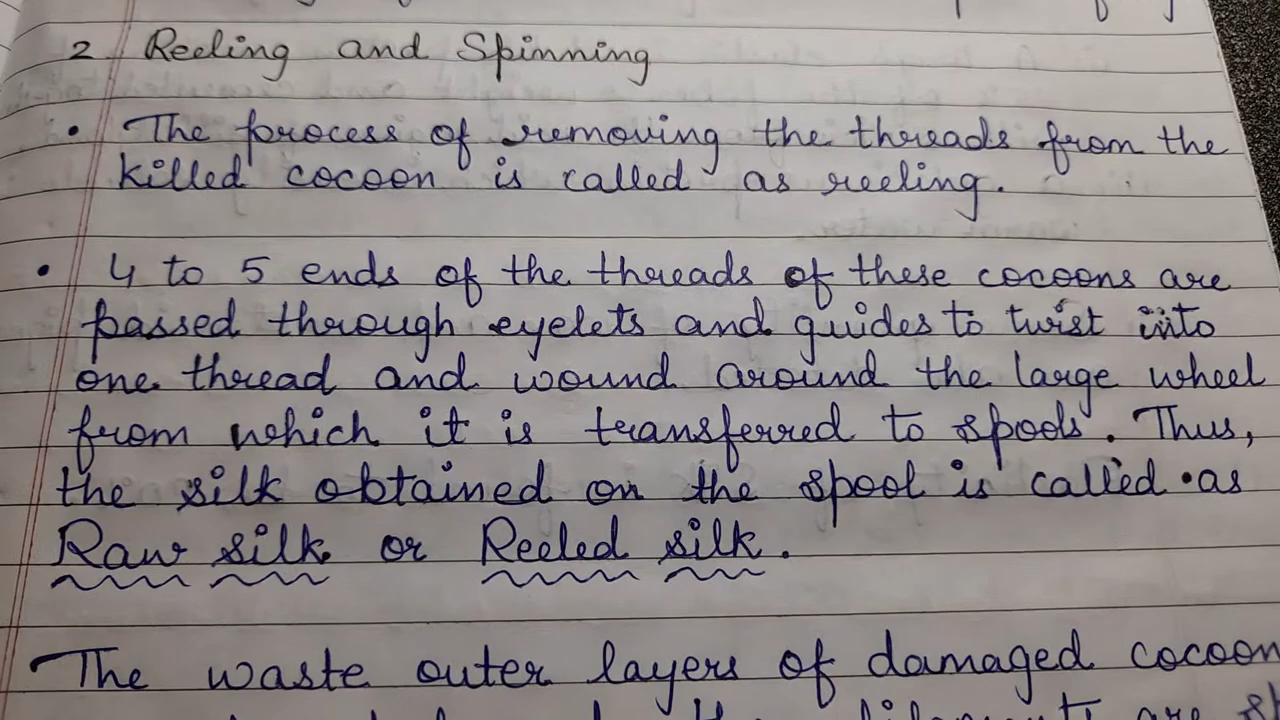 2 Reeling and Spinning
• The process of removing the threads from the
killed cocoon is called as reeling.
• 4 to 5 ends of the threads of these cocoons are
passed through eyelets and guides to twist into
one thread and wound around the large wheel
from which it is transferred to spools. Thus,
the silk obtained on the spool is called as
Raw silk or Reeled silk.
The waste outer layers of damaged cocoon